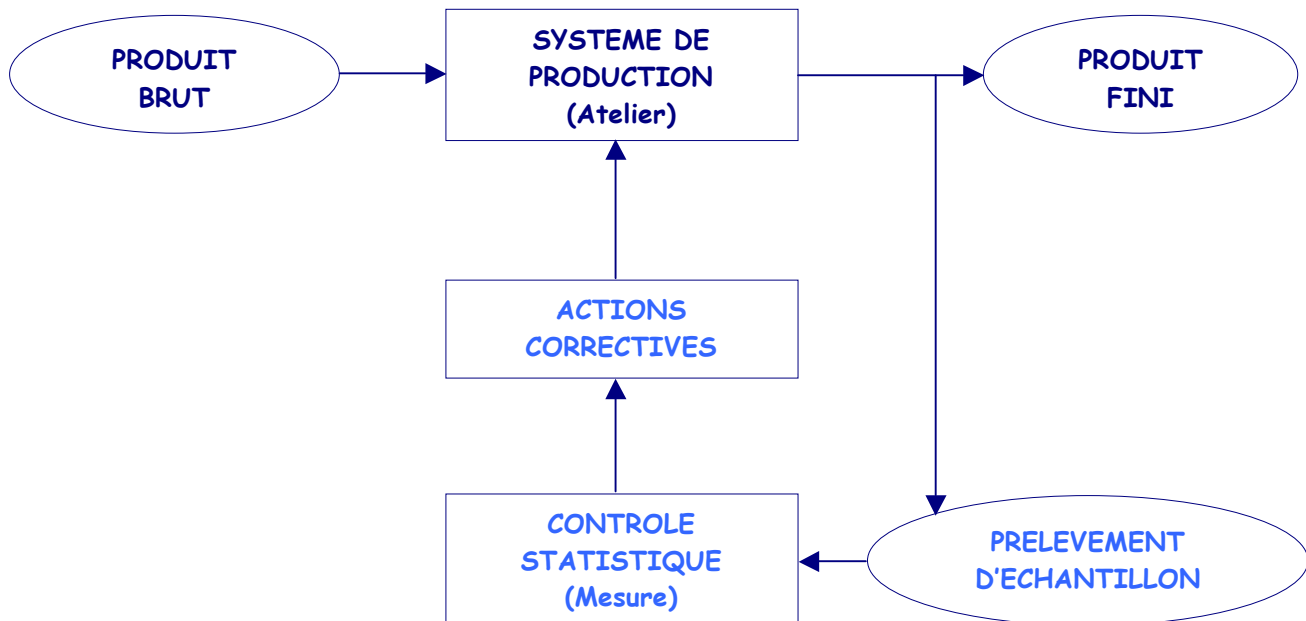 PRODUIT
BRUT
SYSTEME DE
PRODUCTION
(Atelier)
PRODUIT
FINI
ACTIONS
CORRECTIVES
CONTROLE
STATISTIQUE
(Mesure)
PRELEVEMENT
D'ECHANTILLON